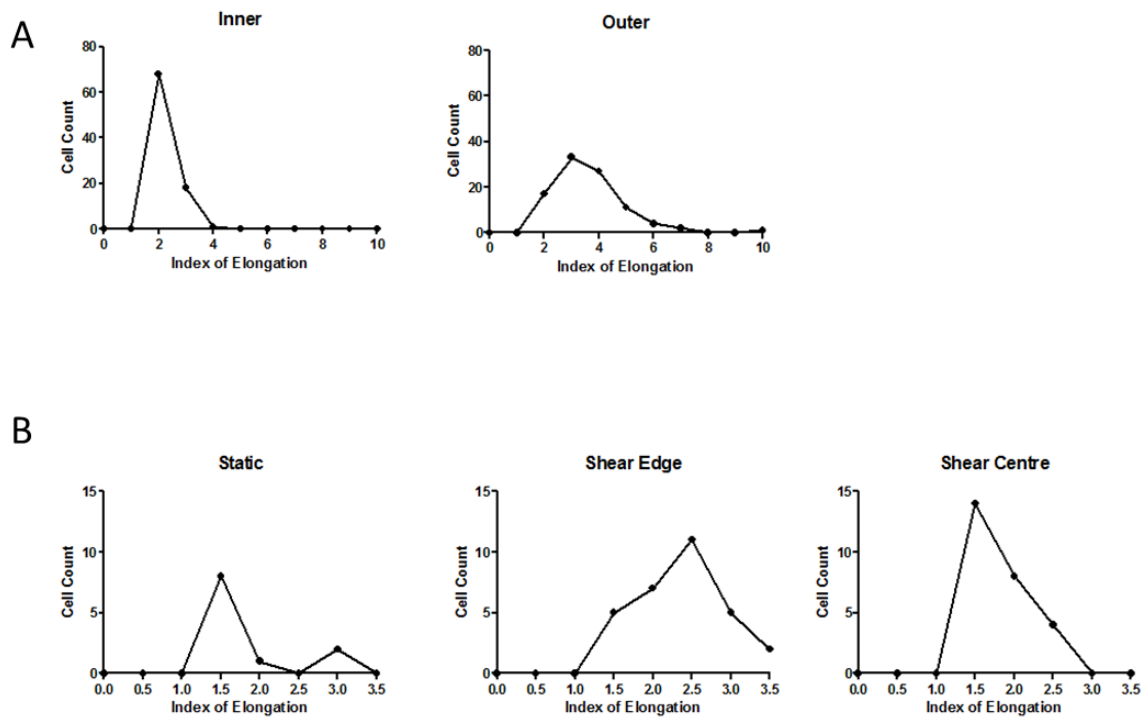 A
Inner
Outer
80
60
40
20
0
Cell Count
0 2 4 6 8 10
Index of Elongation
80
60
40
20
0
Cell Count
0 2 4 6 8 10
Index of Elongation
B
Static
Shear Edge
Shear Centre
15
10
5
0
Cell Count
0.0 0.5 1.0 1.5 2.0 2.5 3.0 3.5
Index of Elongation
15
10
5
0
Cell Count
0.0 0.5 1.0 1.5 2.0 2.5 3.0 3.5
Index of Elongation
15
10
5
0
Cell Count
0.0 0.5 1.0 1.5 2.0 2.5 3.0 3.5
Index of Elongation